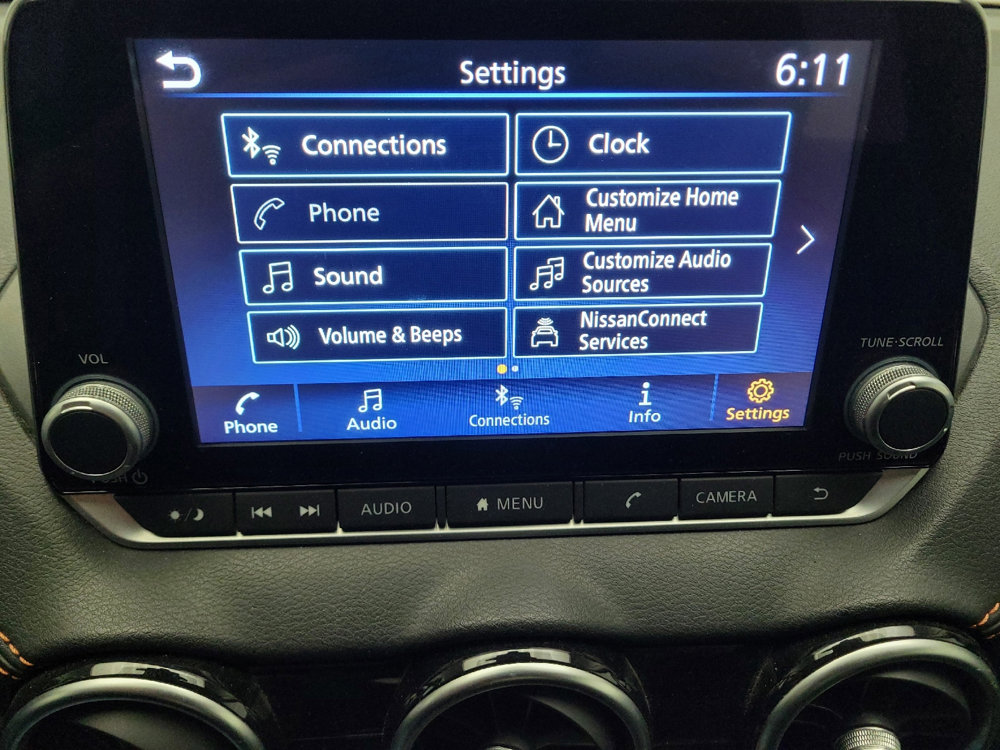 Settings
6:11
Connections
Clock
Phone
Customize Home
Menu
Sound
Customize Audio
Sources
Volume & Beeps
NissanConnect
Services
Phone
Audio
Connections
Info
Settings
VOL
TUNE·SCROLL
PUSH
PUSH SOUND
AUDIO
MENU
CAMERA